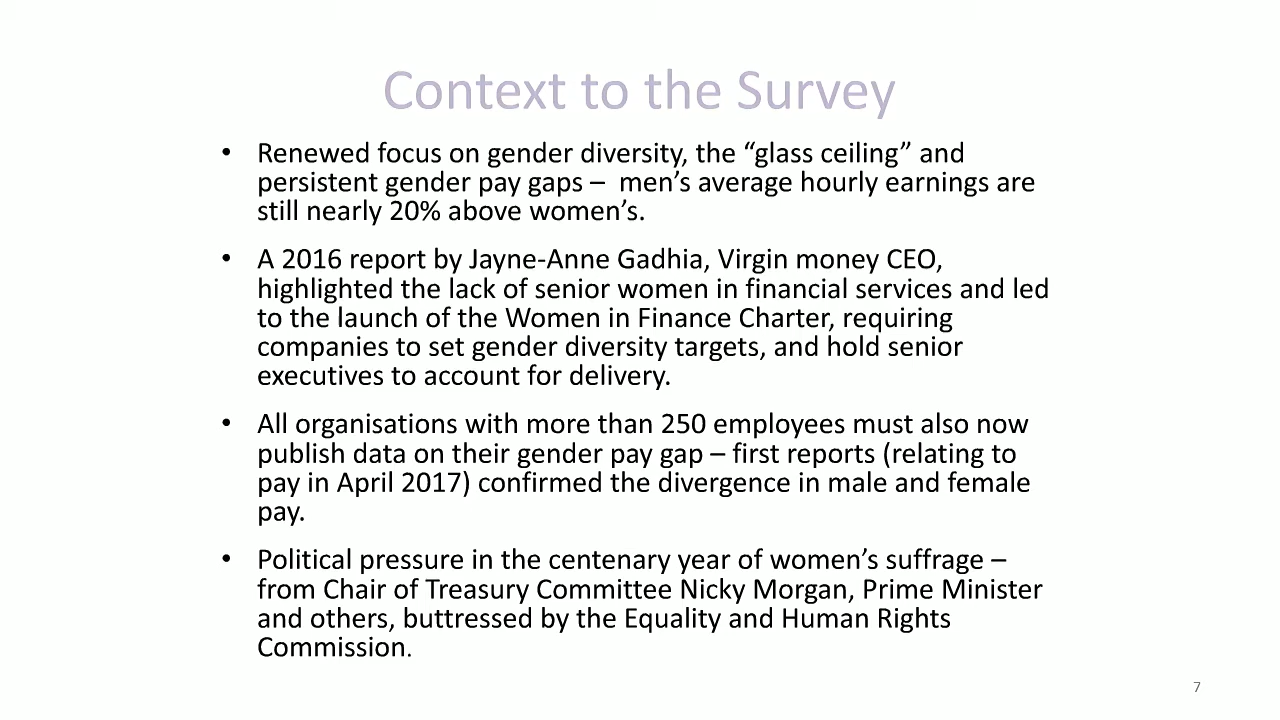 Context to the Survey
• Renewed focus on gender diversity, the “glass ceiling” and
persistent gender pay gaps –  men’s average hourly earnings are
still nearly 20% above women’s.
• A 2016 report by Jayne-Anne Gadhia, Virgin money CEO,
highlighted the lack of senior women in financial services and led
to the launch of the Women in Finance Charter, requiring
companies to set gender diversity targets, and hold senior
executives to account for delivery.
• All organisations with more than 250 employees must also now
publish data on their gender pay gap – first reports (relating to
pay in April 2017) confirmed the divergence in male and female
pay.
• Political pressure in the centenary year of women’s suffrage –
from Chair of Treasury Committee Nicky Morgan, Prime Minister
and others, buttressed by the Equality and Human Rights
Commission.
7